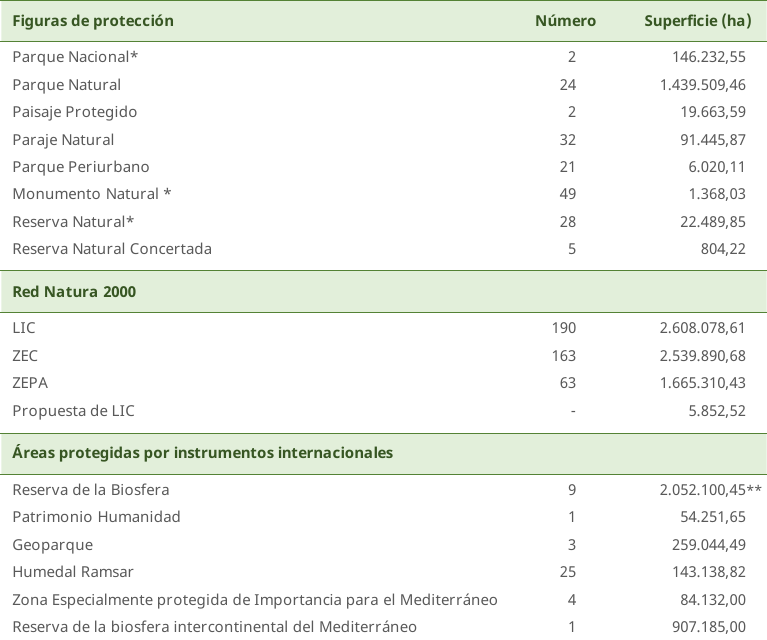 Figuras de protección Número Superficie (ha)
Parque Nacional* 2 146.232,55
Parque Natural 24 1.439.509,46
Paisaje Protegido 2 19.663,59
Paraje Natural 32 91.445,87
Parque Periurbano 21 6.020,11
Monumento Natural * 49 1.368,03
Reserva Natural* 28 22.489,85
Reserva Natural Concertada 5 804,22
Red Natura 2000
LIC 190 2.608.078,61
ZEC 163 2.539.890,68
ZEPA 63 1.665.310,43
Propuesta de LIC - 5.852,52
Áreas protegidas por instrumentos internacionales
Reserva de la Biosfera 9 2.052.100,45**
Patrimonio Humanidad 1 54.251,65
Geoparque 3 259.044,49
Humedal Ramsar 25 143.138,82
Zona Especialmente protegida de Importancia para el Mediterráneo 4 84.132,00
Reserva de la biosfera intercontinental del Mediterráneo 1 907.185,00